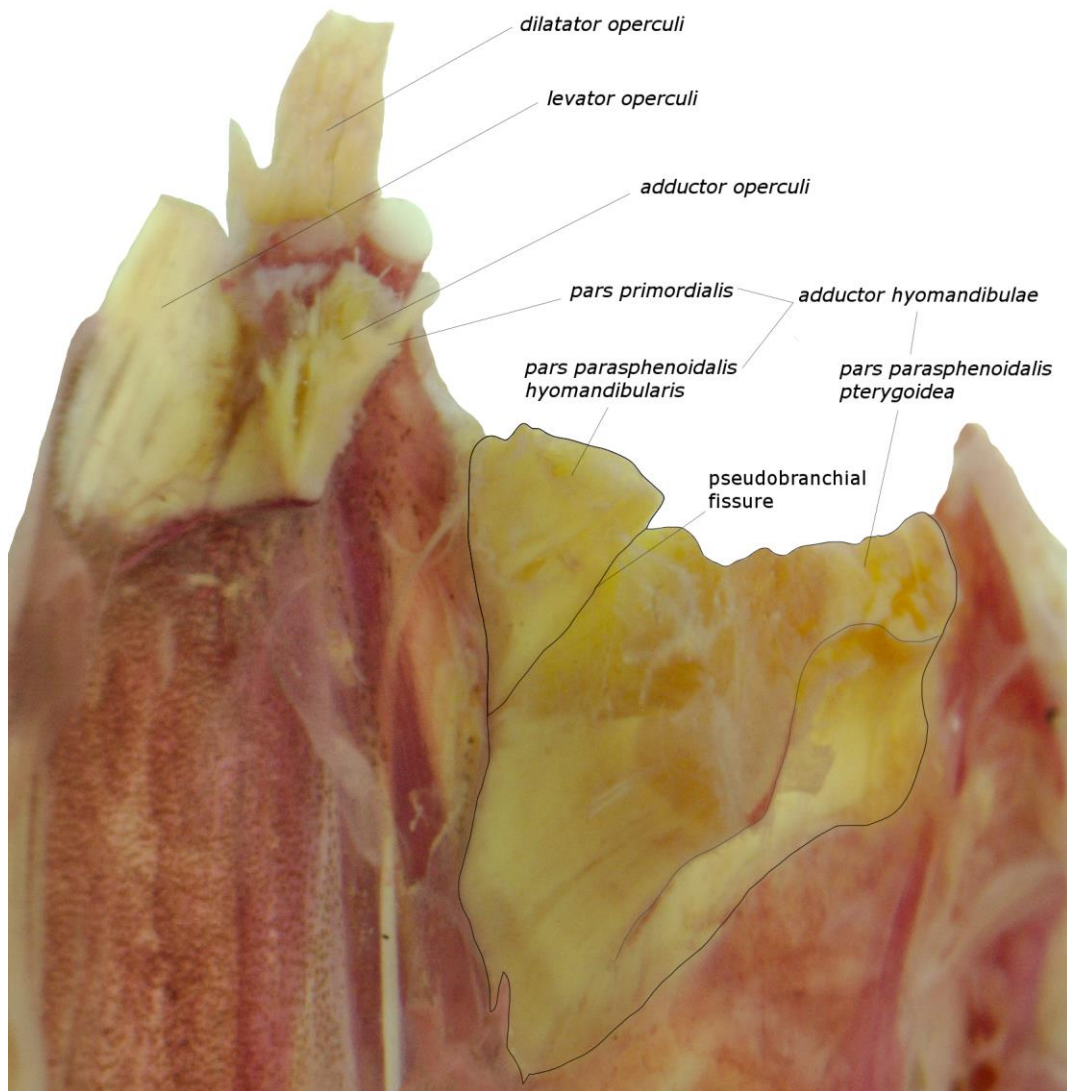 dilatator operculi
levator operculi
adductor operculi
pars primordialis
adductor hyomandibulae
pars parasphenoidalis
hyomandibularis
pars parasphenoidalis
pterygoidea
pseudobranchial
fissure